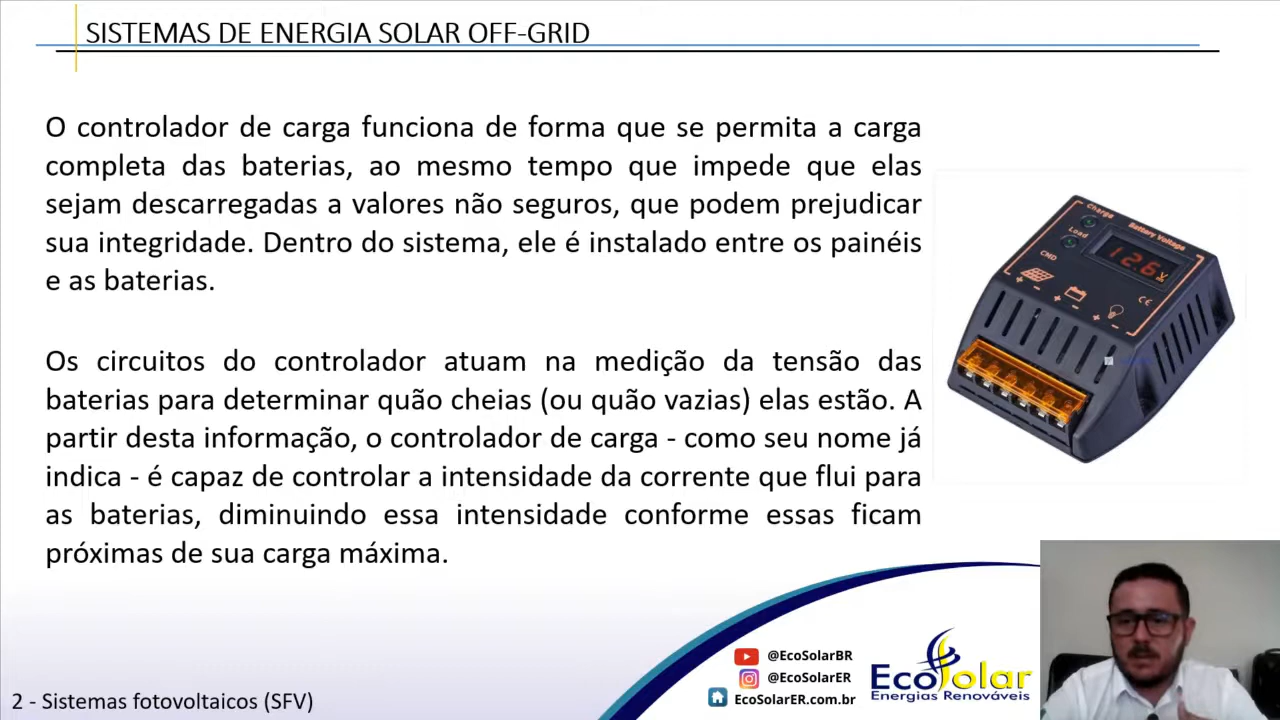 SISTEMAS DE ENERGIA SOLAR OFF-GRID
O controlador de carga funciona de forma que se permita a carga
completa das baterias, ao mesmo tempo que impede que elas
sejam descarregadas a valores não seguros, que podem prejudicar
sua integridade. Dentro do sistema, ele é instalado entre os painéis
e as baterias.
Os circuitos do controlador atuam na medição da tensão das
baterias para determinar quão cheias (ou quão vazias) elas estão. A
partir desta informação, o controlador de carga - como seu nome já
indica - é capaz de controlar a intensidade da corrente que flui para
as baterias, diminuindo essa intensidade conforme essas ficam
próximas de sua carga máxima.
Charge
Load
Battery Voltage
12.6V
CE
@EcoSolarBR
@EcoSolarER
EcoSolarER.com.br
EcoSolar
Energias Renováveis
2 - Sistemas fotovoltaicos (SFV)